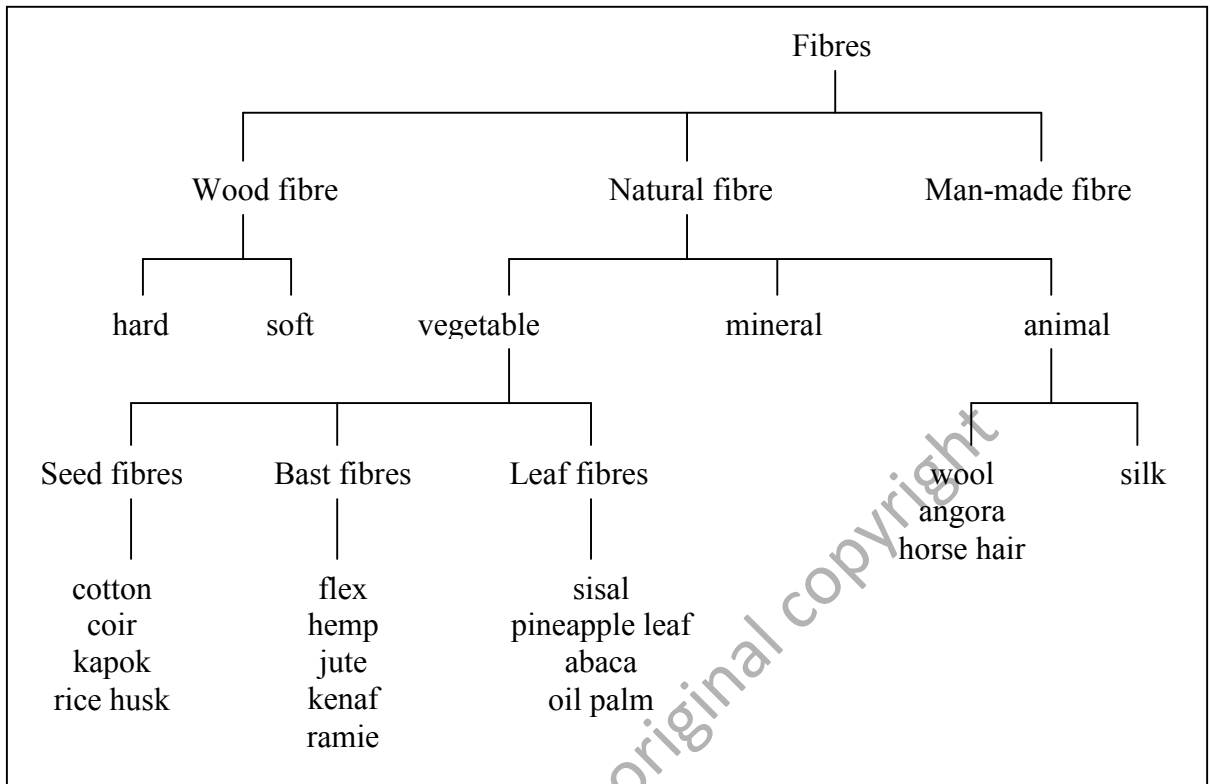 Fibres
Wood fibre Natural fibre Man-made fibre
hard soft vegetable mineral animal
Seed fibres Bast fibres Leaf fibres wool silk
angora
horse hair
cotton flex sisal
coir hemp pineapple leaf
kapok jute abaca
rice husk kenaf oil palm
ramie
original copyright